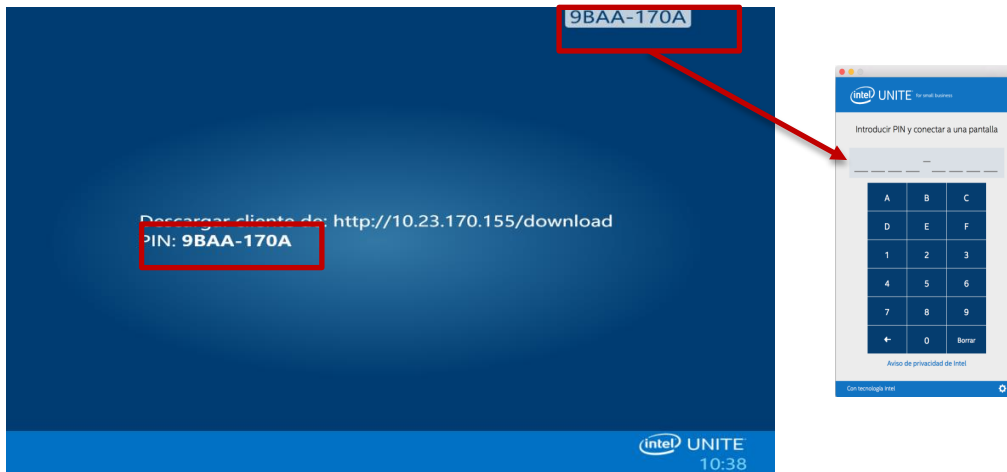 9BAA-170A
Descargar cliente de: http://10.23.170.155/download
PIN: 9BAA-170A
intel UNITE
10:38
intel UNITE for small business
Introducir PIN y conectar a una pantalla
A B C
D E F
1 2 3
4 5 6
7 8 9
← 0 Borrar
Aviso de privacidad de Intel
Con tecnología Intel